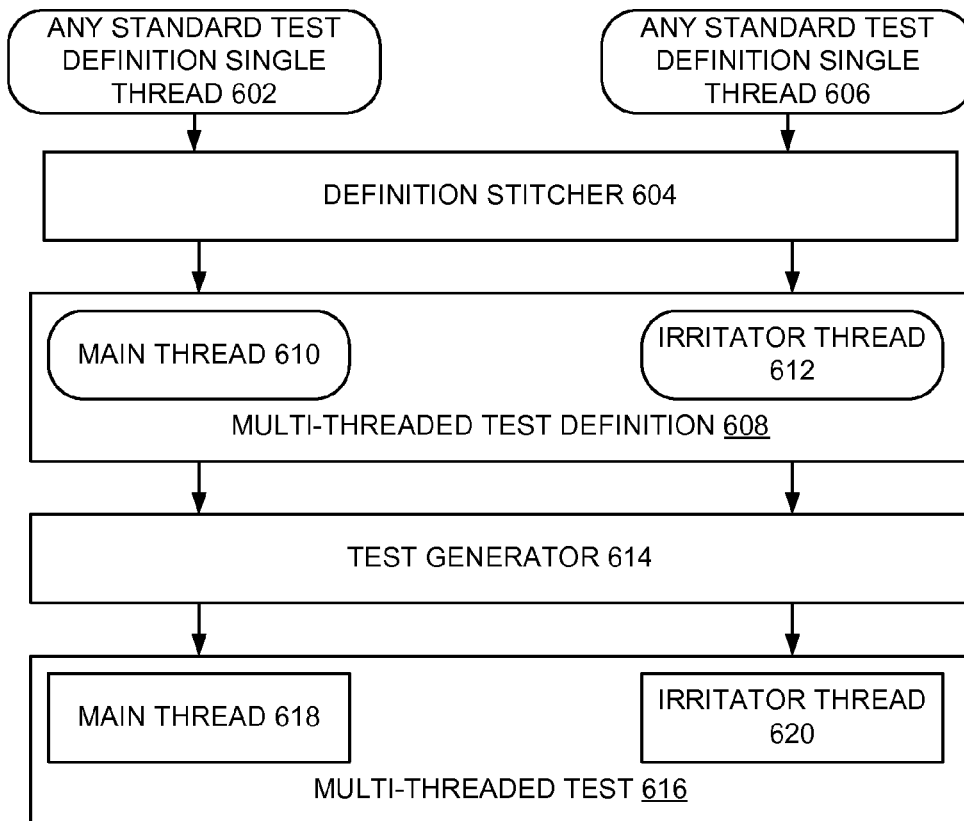 ANY STANDARD TEST
DEFINITION SINGLE
THREAD 602
ANY STANDARD TEST
DEFINITION SINGLE
THREAD 606
DEFINITION STITCHER 604
MAIN THREAD 610
IRRITATOR THREAD
612
MULTI-THREADED TEST DEFINITION 608
TEST GENERATOR 614
MAIN THREAD 618
IRRITATOR THREAD
620
MULTI-THREADED TEST 616